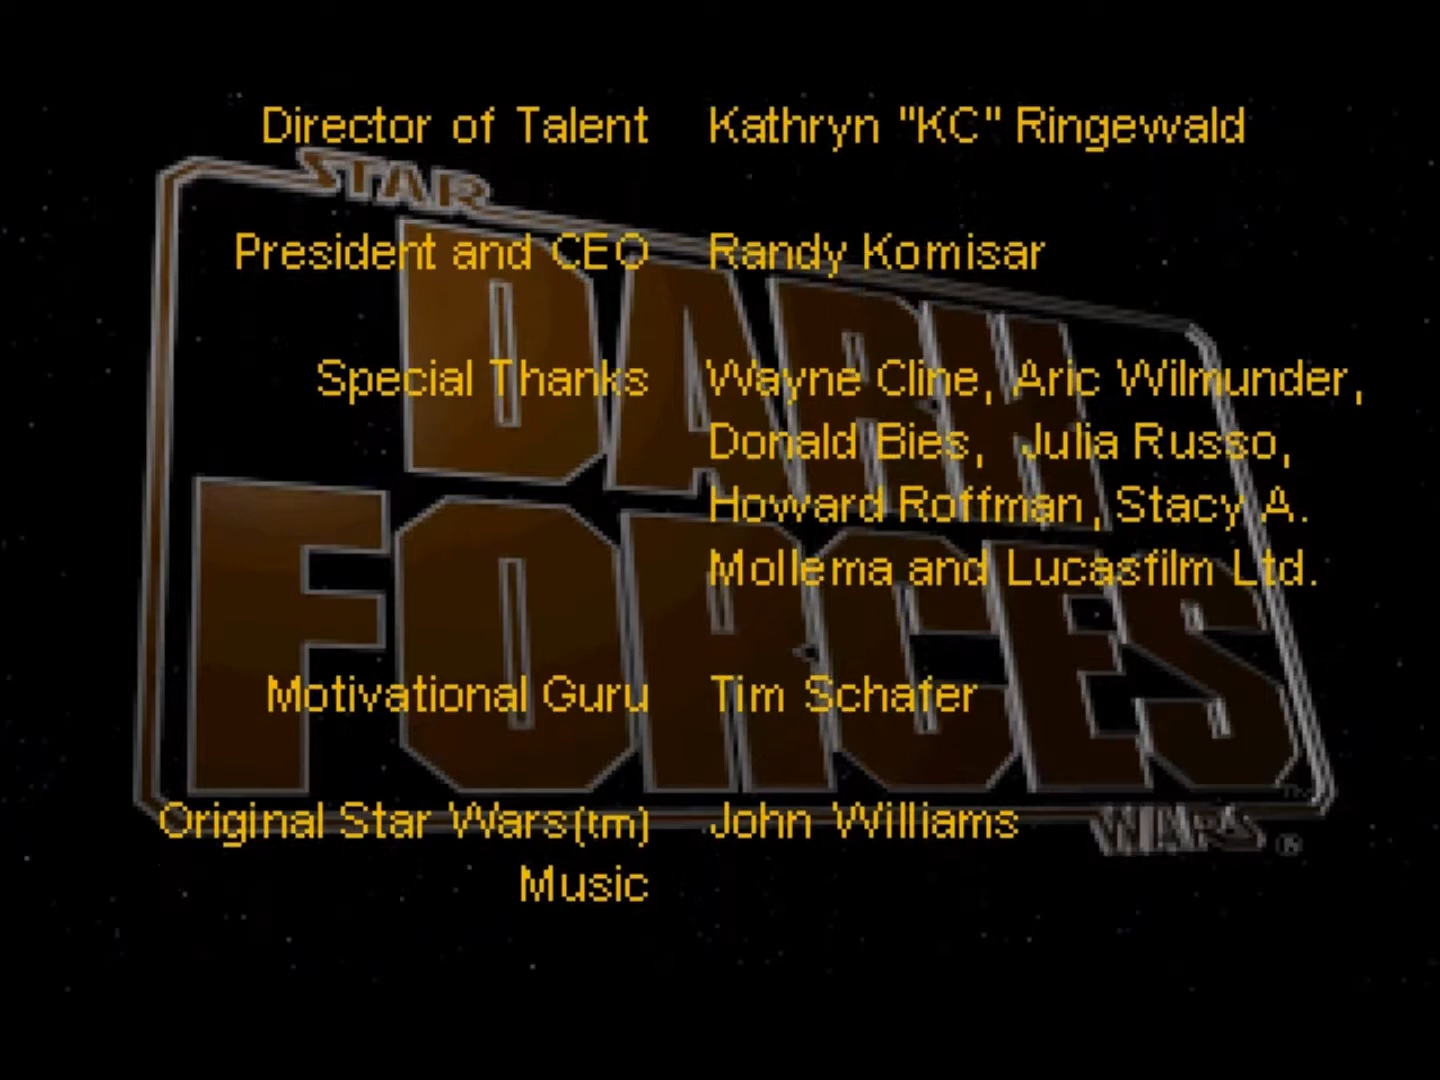 Director of Talent Kathryn "KC" Ringewald
STAR
President and CEO Randy Komisar
DARK
Special Thanks Wayne Cline, Aric Wilmunder,
Donald Bies, Julia Russo,
Howard Roffman, Stacy A.
Mollema and Lucasfilm Ltd.
FORCES
Motivational Guru Tim Schafer
Original Star Wars(tm) John Williams
Music
WARS ®